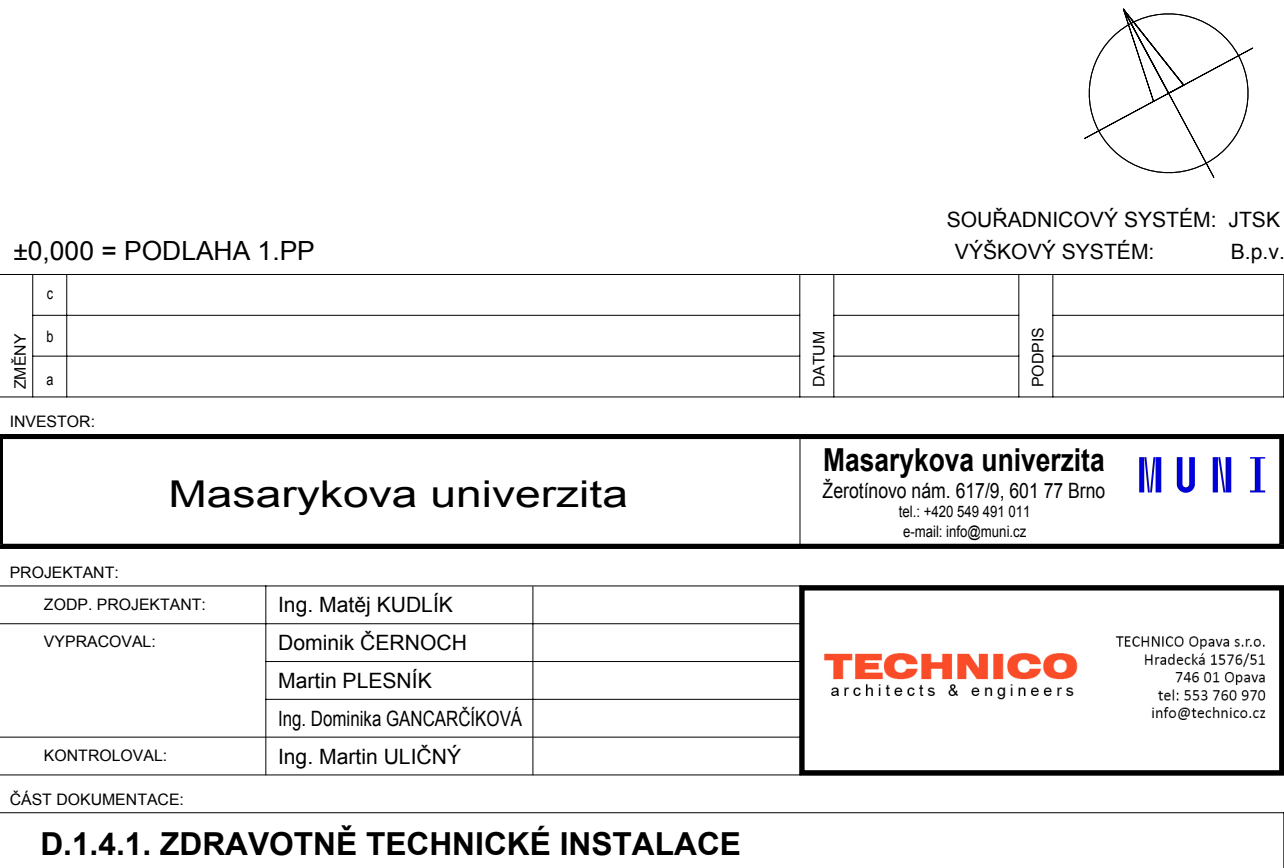 SOUŘADNICOVÝ SYSTÉM: JTSK
±0,000 = PODLAHA 1.PP
VÝŠKOVÝ SYSTÉM: B.p.v.
ZMĚNY
c
b
a
DATUM
PODPIS
INVESTOR:
Masarykova univerzita
Masarykova univerzita
Žerotínovo nám. 617/9, 601 77 Brno
tel.: +420 549 491 011
e-mail: info@muni.cz
MUNI
PROJEKTANT:
ZODP. PROJEKTANT: Ing. Matěj KUDLÍK
VYPRACOVAL: Dominik ČERNOCH
Martin PLESNÍK
Ing. Dominika GANCARČÍKOVÁ
KONTROLOVAL: Ing. Martin ULIČNÝ
TECHNICO
architects & engineers
TECHNICO Opava s.r.o.
Hradecká 1576/51
746 01 Opava
tel: 553 760 970
info@technico.cz
ČÁST DOKUMENTACE:
D.1.4.1. ZDRAVOTNĚ TECHNICKÉ INSTALACE